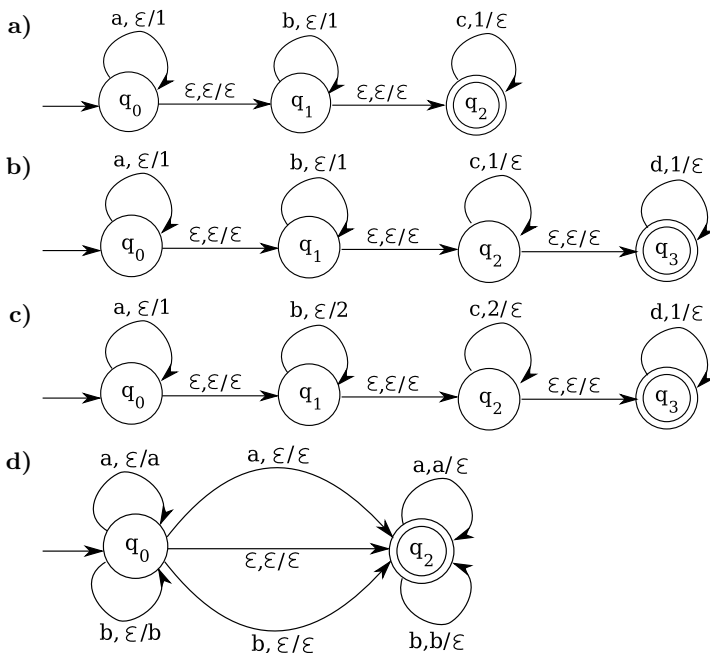 a) a, ε/1 b, ε/1 c,1/ε
q0 ε,ε/ε q1 ε,ε/ε q2
b) a, ε/1 b, ε/1 c,1/ε d,1/ε
q0 ε,ε/ε q1 ε,ε/ε q2 ε,ε/ε q3
c) a, ε/1 b, ε/2 c,2/ε d,1/ε
q0 ε,ε/ε q1 ε,ε/ε q2 ε,ε/ε q3
d) a, ε/a a, ε/ε a,a/ε
q0 ε,ε/ε q2
b, ε/b b, ε/ε b,b/ε